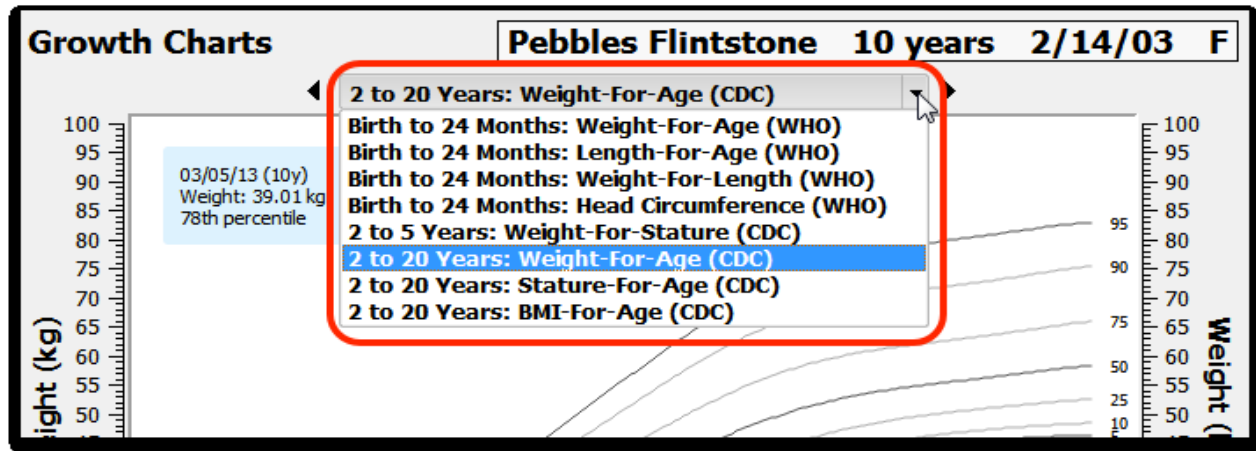 Growth Charts
Pebbles Flintstone 10 years 2/14/03 F
2 to 20 Years: Weight-For-Age (CDC)
Birth to 24 Months: Weight-For-Age (WHO)
Birth to 24 Months: Length-For-Age (WHO)
Birth to 24 Months: Weight-For-Length (WHO)
Birth to 24 Months: Head Circumference (WHO)
2 to 5 Years: Weight-For-Stature (CDC)
2 to 20 Years: Weight-For-Age (CDC)
2 to 20 Years: Stature-For-Age (CDC)
2 to 20 Years: BMI-For-Age (CDC)
03/05/13 (10y)
Weight: 39.01 kg
78th percentile
100
95
90
85
80
75
70
65
60
55
50
(kg)
95
90
75
50
25
10
100
95
90
85
80
75
70
65
60
55
50
Weight